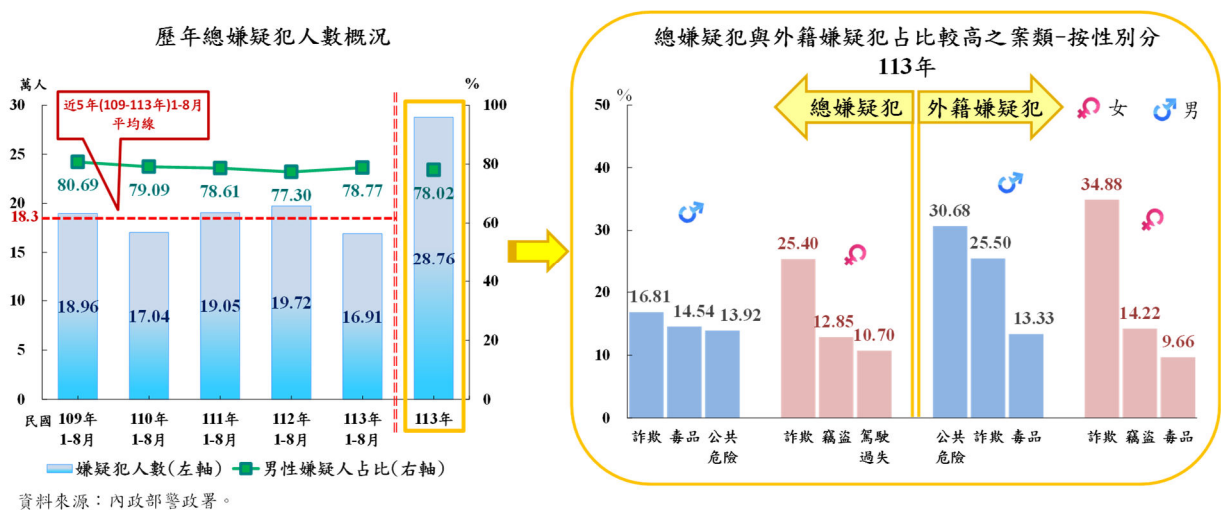 歷年總嫌疑犯人數概況
萬人
%
近5年(109-113年)1-8月
平均線
30
25
20
18.3
15
10
5
0
100
80
60
40
20
0
80.69
79.09
78.61
77.30
78.77
78.02
18.96
17.04
19.05
19.72
16.91
28.76
民國
109年
1-8月
110年
1-8月
111年
1-8月
112年
1-8月
113年
1-8月
113年
嫌疑犯人數(左軸)
男性嫌疑人占比(右軸)
資料來源：內政部警政署。
總嫌疑犯與外籍嫌疑犯占比較高之案類-按性別分
113年
%
50
40
30
20
10
0
總嫌疑犯
外籍嫌疑犯
女
男
16.81
14.54
13.92
25.40
12.85
10.70
30.68
25.50
13.33
34.88
14.22
9.66
詐欺
毒品
公共
危險
詐欺
竊盜
駕駛
過失
公共
危險
詐欺
毒品
詐欺
竊盜
毒品